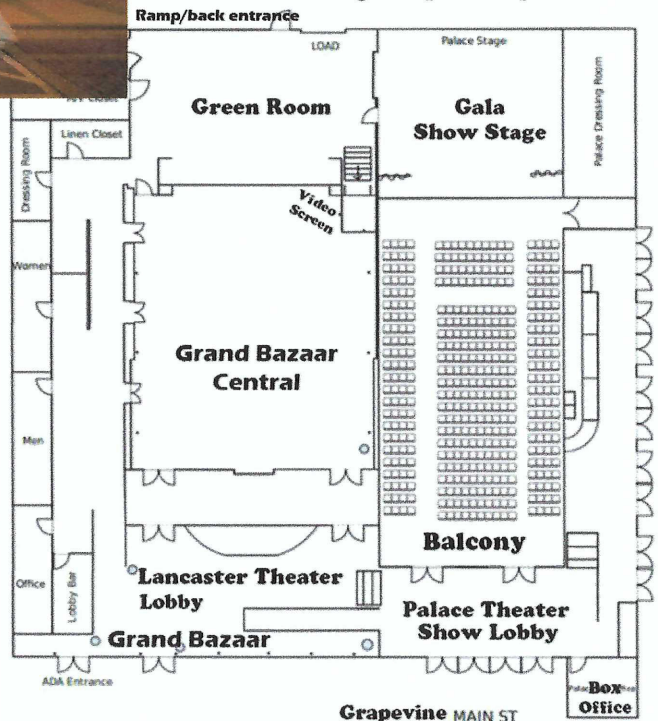 Ramp/back entrance
LOAD
Palace Stage
Green Room
Gala
Show Stage
Palace Dressing Room
Closet
Linen Closet
Dressing Room
Video
Screen
Women
Grand Bazaar
Central
Men
Balcony
Office
Lobby Bar
Lancaster Theater
Lobby
Palace Theater
Show Lobby
Grand Bazaar
ADA Entrance
Box
Office
Grapevine MAIN ST